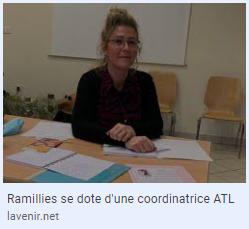 Ramillies se dote d'une coordinatrice ATL
lavenir.net